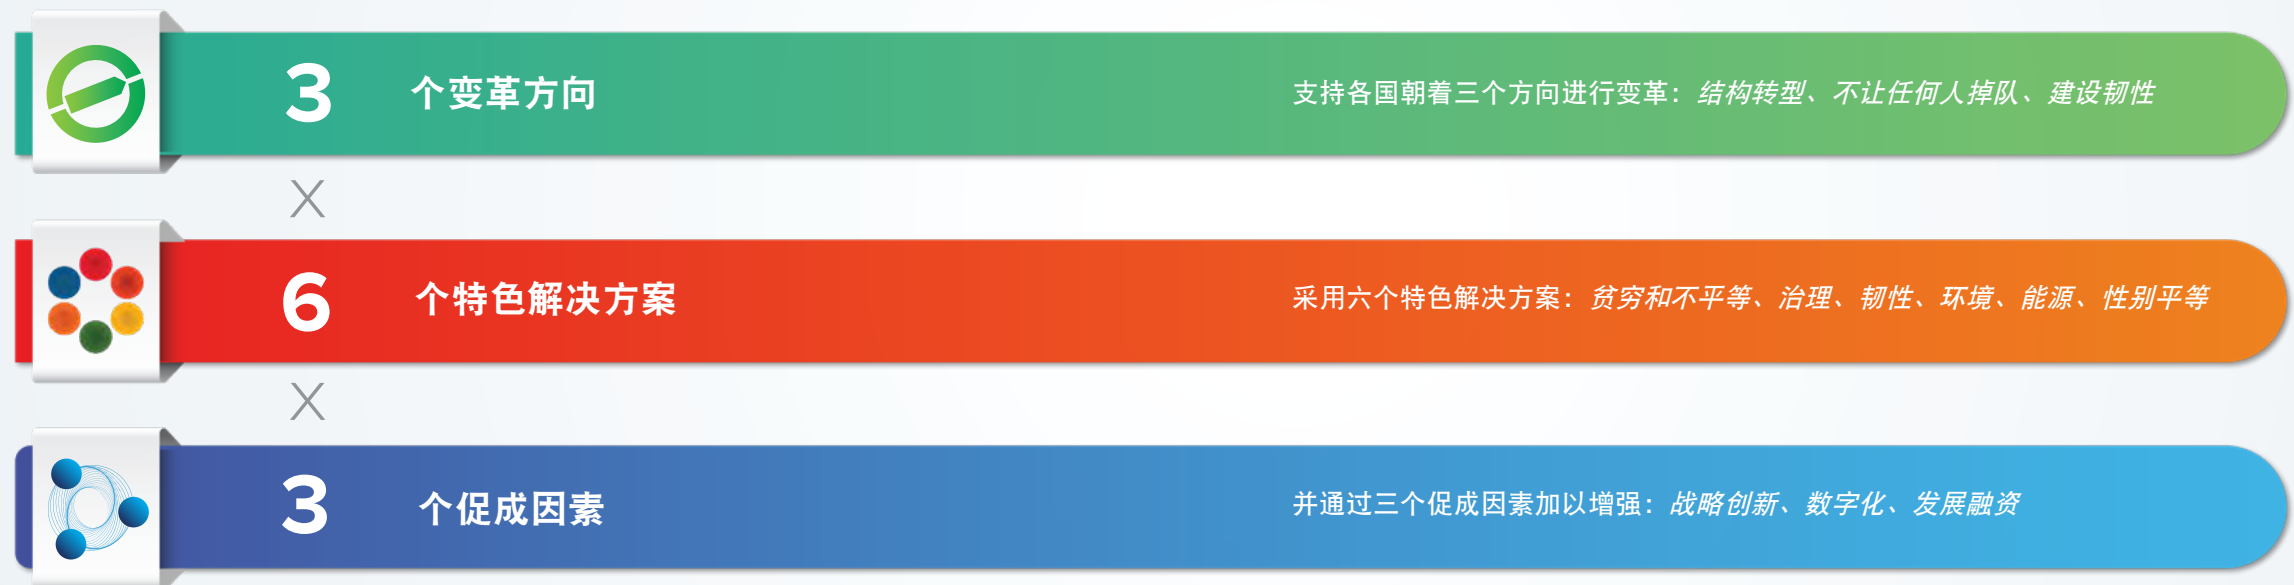 3 个变革方向 支持各国朝着三个方向进行变革：结构转型、不让任何人掉队、建设韧性
X
6 个特色解决方案 采用六个特色解决方案：贫穷和不平等、治理、韧性、环境、能源、性别平等
X
3 个促成因素 并通过三个促成因素加以增强：战略创新、数字化、发展融资